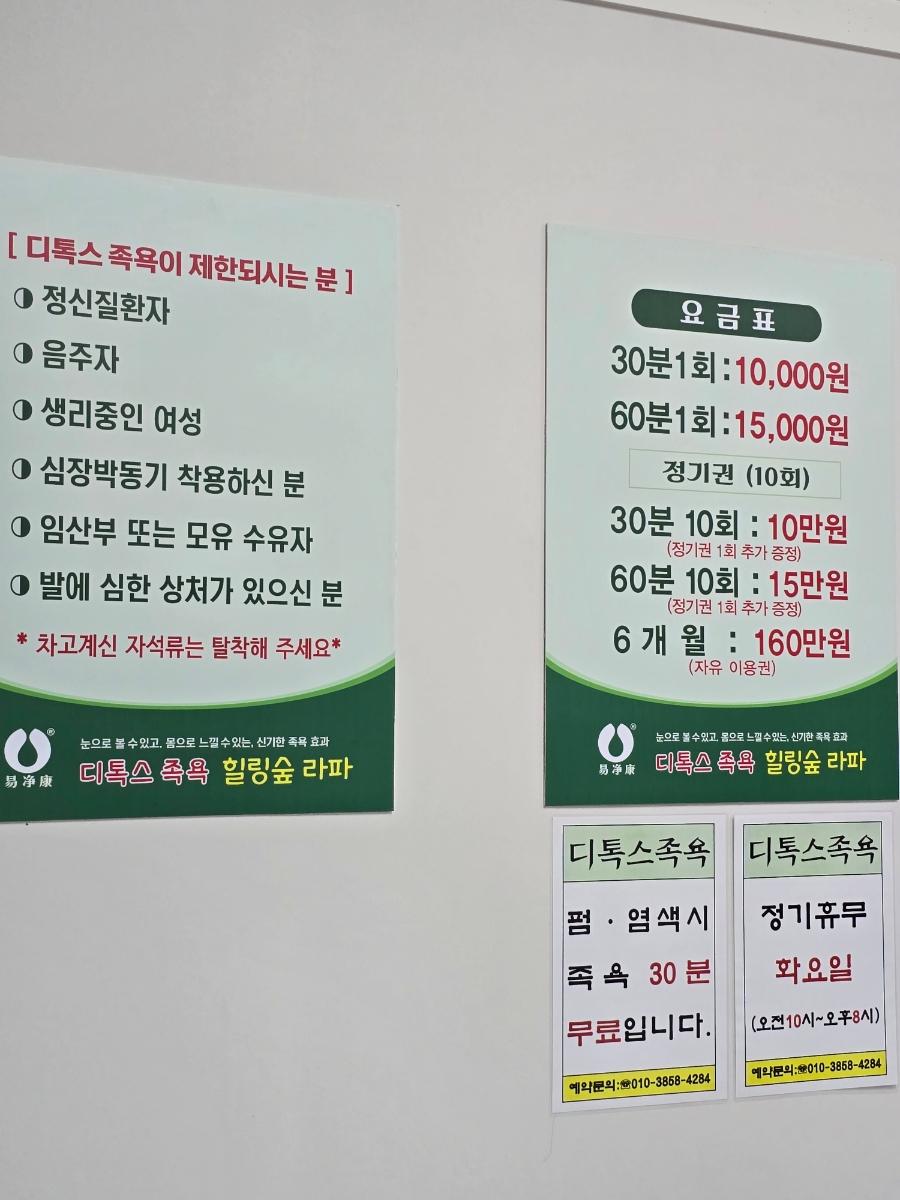 [ 디톡스 족욕이 제한되시는 분 ]
정신질환자
음주자
생리중인 여성
심장박동기 착용하신 분
임산부 또는 모유 수유자
발에 심한 상처가 있으신 분
* 차고계신 자석류는 탈착해 주세요*
®
易净康
눈으로 볼 수 있고, 몸으로 느낄 수 있는, 신기한 족욕 효과
디톡스 족욕 힐링숲 라파
요금표
30분1회 : 10,000원
60분1회 : 15,000원
정기권 (10회)
30분 10회 : 10만원
(정기권 1회 추가 증정)
60분 10회 : 15만원
(정기권 1회 추가 증정)
6개월 : 160만원
(자유 이용권)
®
易净康
눈으로 볼 수 있고, 몸으로 느낄 수 있는, 신기한 족욕 효과
디톡스 족욕 힐링숲 라파
디톡스족욕
펌 · 염색시
족욕 30분
무료입니다.
예약문의:☎010-3858-4284
디톡스족욕
정기휴무
화요일
(오전10시~오후8시)
예약문의:☎010-3858-4284